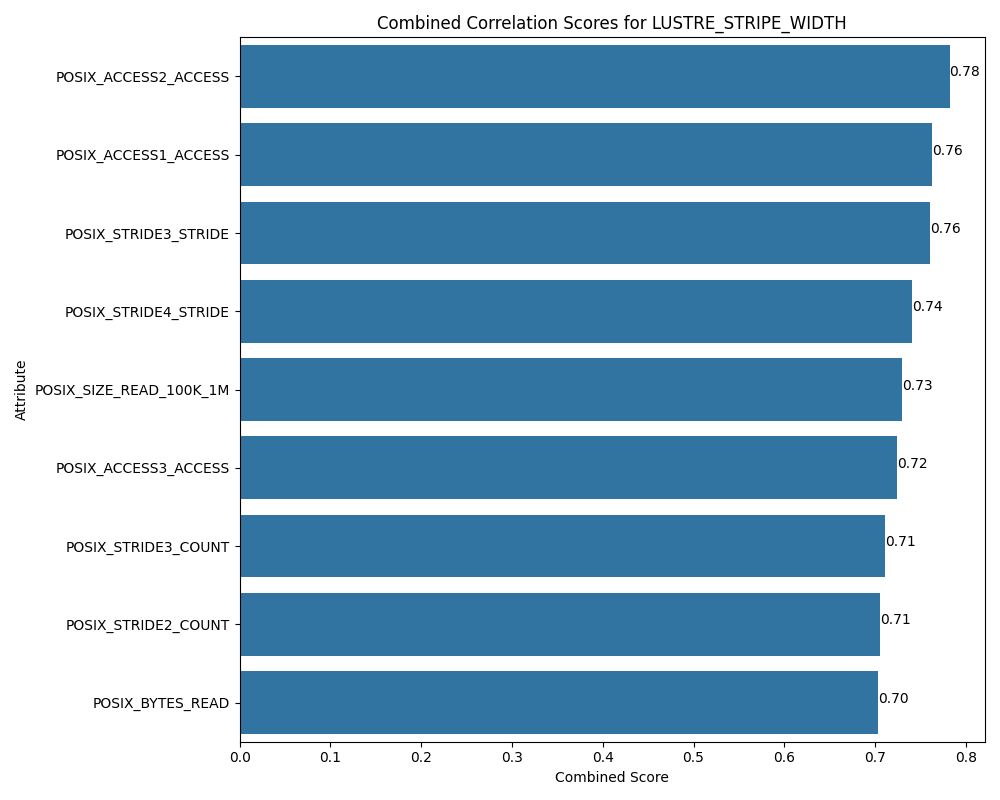 Combined Correlation Scores for LUSTRE_STRIPE_WIDTH
POSIX_ACCESS2_ACCESS 0.78
POSIX_ACCESS1_ACCESS 0.76
POSIX_STRIDE3_STRIDE 0.76
POSIX_STRIDE4_STRIDE 0.74
POSIX_SIZE_READ_100K_1M 0.73
POSIX_ACCESS3_ACCESS 0.72
POSIX_STRIDE3_COUNT 0.71
POSIX_STRIDE2_COUNT 0.71
POSIX_BYTES_READ 0.70
Attribute
0.0 0.1 0.2 0.3 0.4 0.5 0.6 0.7 0.8
Combined Score